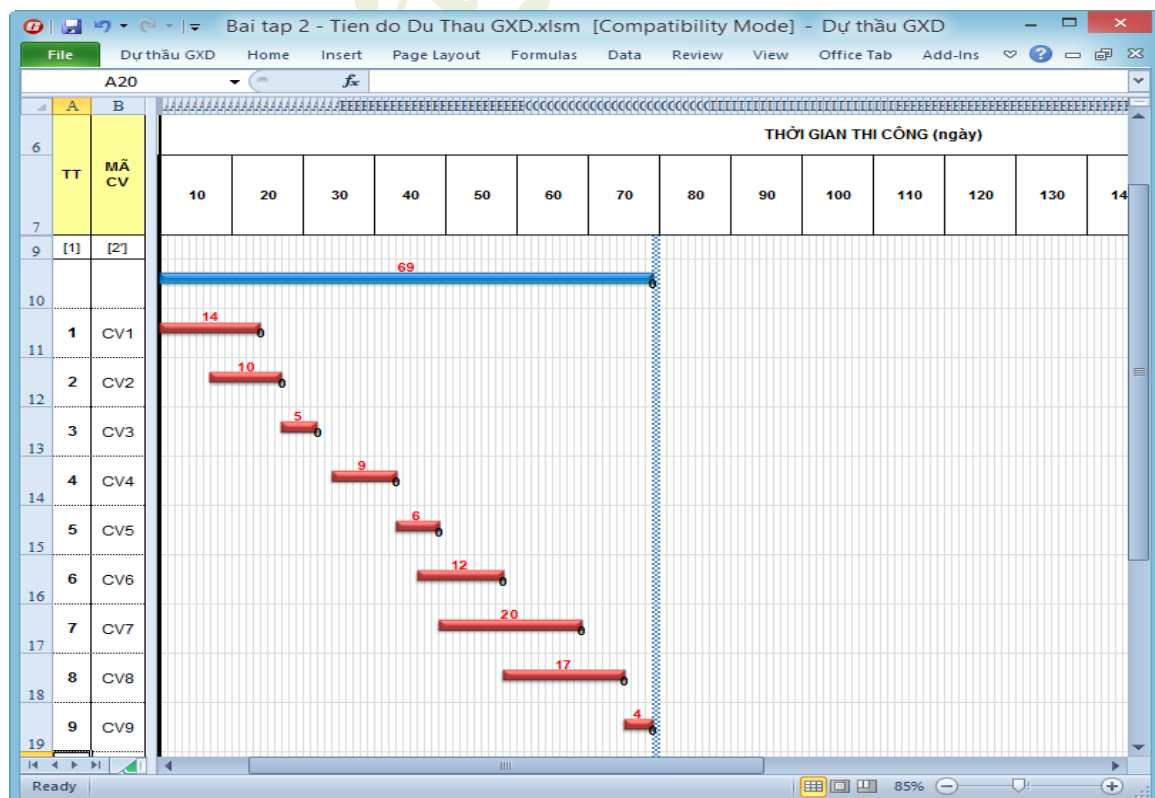 Bai tap 2 - Tien do Du Thau GXD.xlsm [Compatibility Mode] - Dự thầu GXD
File Dự thầu GXD Home Insert Page Layout Formulas Data Review View Office Tab Add-Ins
A20 fx
A B
6 THỜI GIAN THI CÔNG (ngày)
TT MÃ CV
7 10 20 30 40 50 60 70 80 90 100 110 120 130 14
9 [1] [2']
10 69 0
11 1 CV1 14 0
12 2 CV2 10 0
13 3 CV3 5 0
14 4 CV4 9 0
15 5 CV5 6 0
16 6 CV6 12 0
17 7 CV7 20 0
18 8 CV8 17 0
19 9 CV9 4 0
Ready 85%